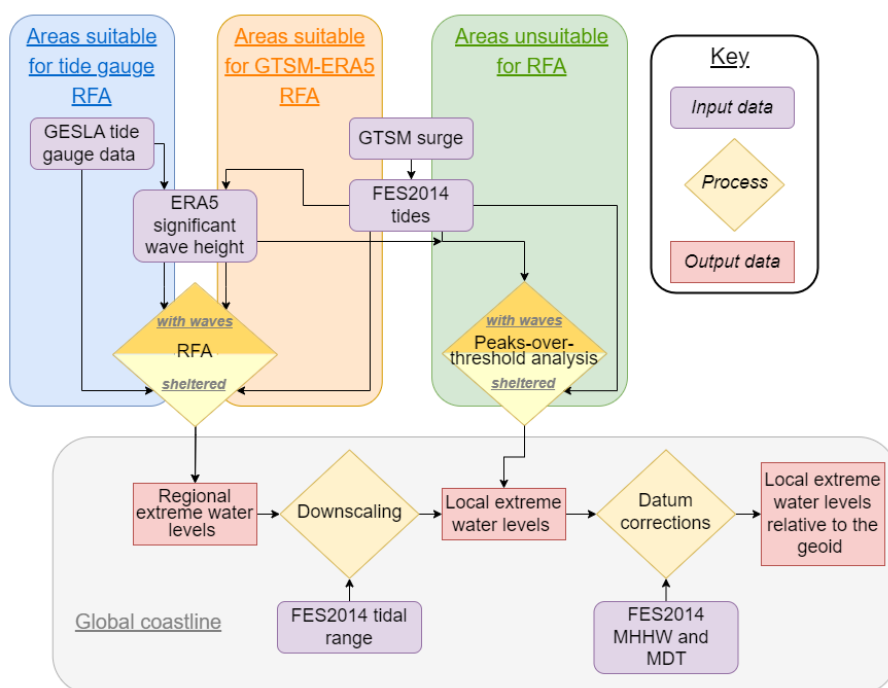 Areas suitable
for tide gauge
RFA
Areas suitable
for GTSM-ERA5
RFA
Areas unsuitable
for RFA
Key
Input data
Process
Output data
GESLA tide
gauge data
GTSM surge
ERA5
significant
wave height
FES2014
tides
with waves
RFA
sheltered
with waves
Peaks-over-
threshold analysis
sheltered
Regional
extreme water
levels
Downscaling
Local extreme
water levels
Datum
corrections
Local extreme
water levels
relative to the
geoid
Global coastline
FES2014 tidal
range
FES2014
MHHW and
MDT